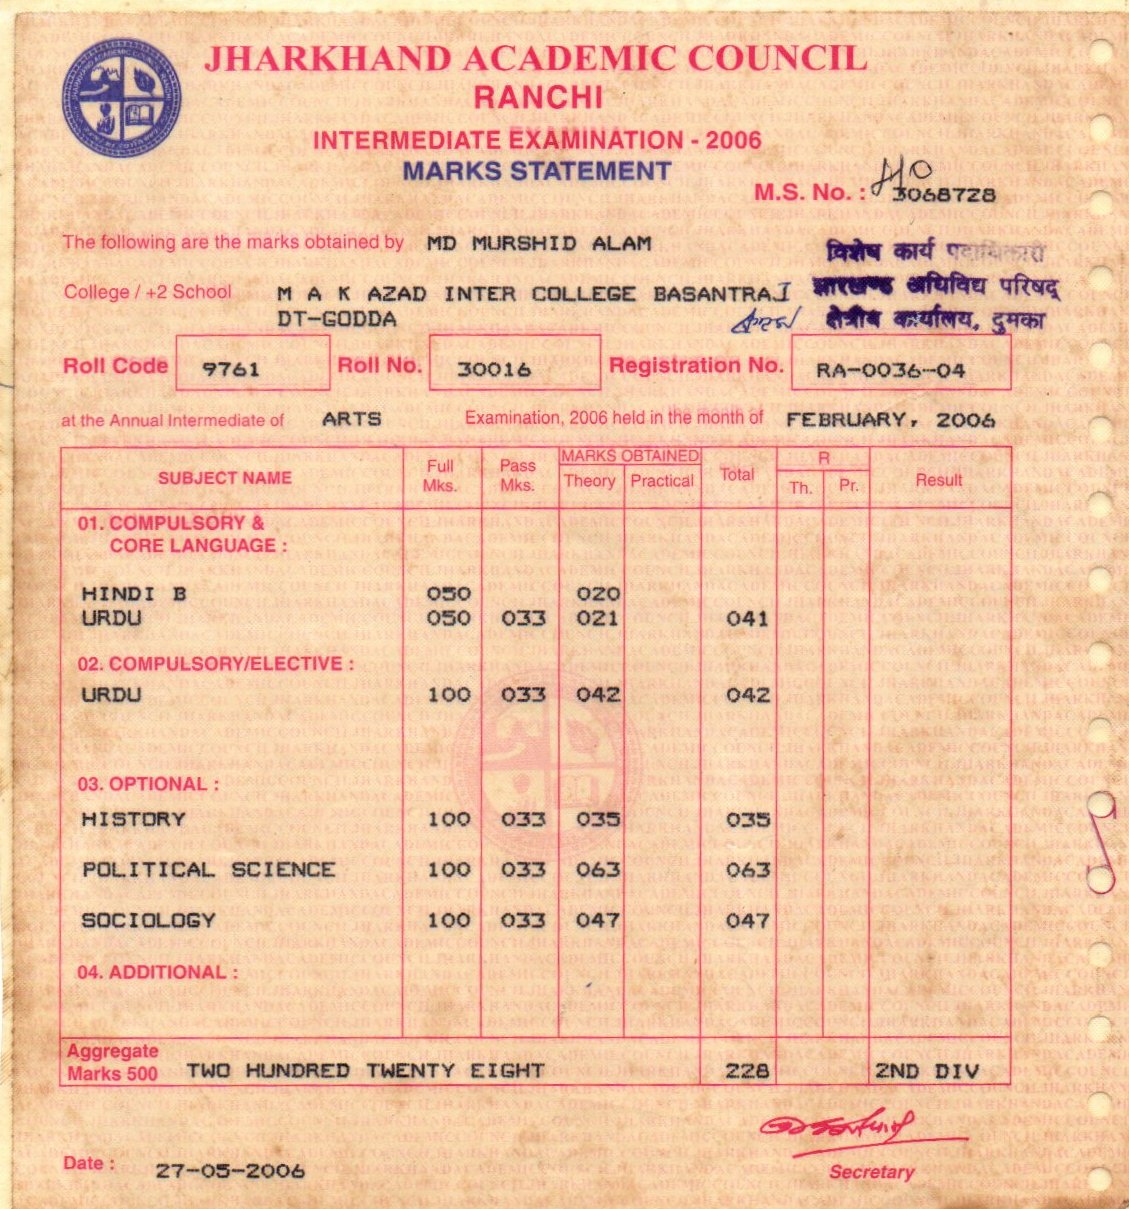 JHARKHAND ACADEMIC COUNCIL
RANCHI
INTERMEDIATE EXAMINATION - 2006
MARKS STATEMENT
M.S. No. : 3068728
The following are the marks obtained by MD MURSHID ALAM
विशेष कार्य पदाधिकारी
College / +2 School M A K AZAD INTER COLLEGE BASANTRAI झारखण्ड अधिविद्य परिषद्
DT-GODDA क्षेत्रीय कार्यालय, दुमका
Roll Code 9761 Roll No. 30016 Registration No. RA-0036-04
at the Annual Intermediate of ARTS Examination, 2006 held in the month of FEBRUARY, 2006
SUBJECT NAME Full Mks. Pass Mks. MARKS OBTAINED Theory Practical Total R Th. Pr. Result
01. COMPULSORY &
CORE LANGUAGE :
HINDI B 050 020
URDU 050 033 021 041
02. COMPULSORY/ELECTIVE :
URDU 100 033 042 042
03. OPTIONAL :
HISTORY 100 033 035 035
POLITICAL SCIENCE 100 033 063 063
SOCIOLOGY 100 033 047 047
04. ADDITIONAL :
Aggregate
Marks 500 TWO HUNDRED TWENTY EIGHT 228 2ND DIV
Date : 27-05-2006
Secretary